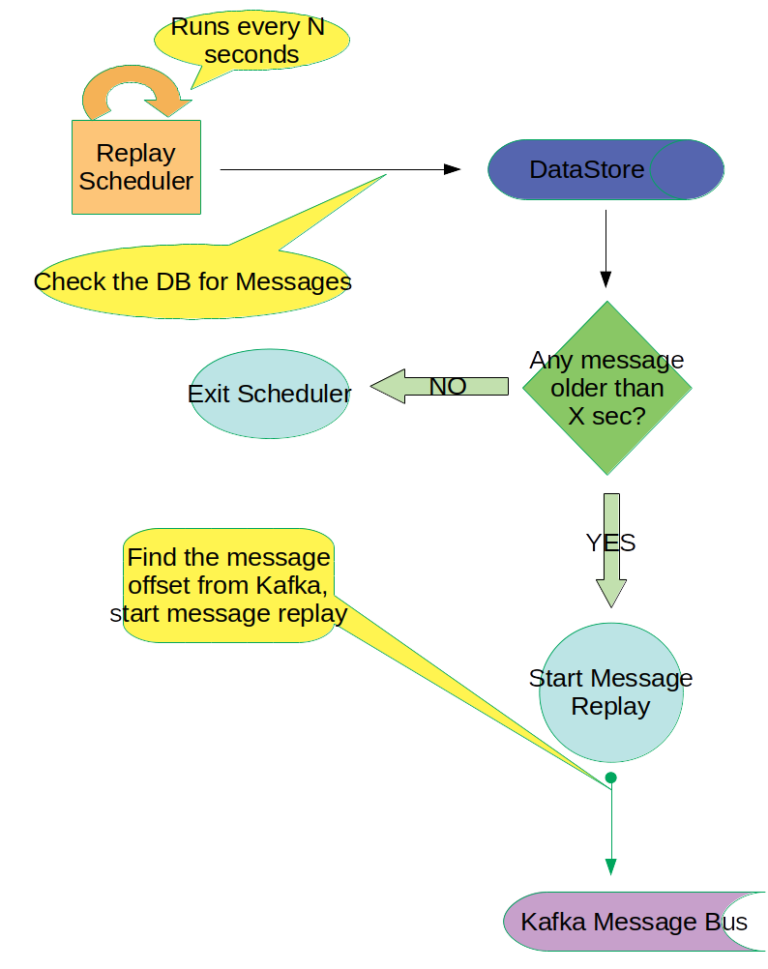 Runs every N
seconds
Replay
Scheduler
DataStore
Check the DB for Messages
Any message
older than
X sec?
NO
Exit Scheduler
YES
Find the message
offset from Kafka,
start message replay
Start Message
Replay
Kafka Message Bus